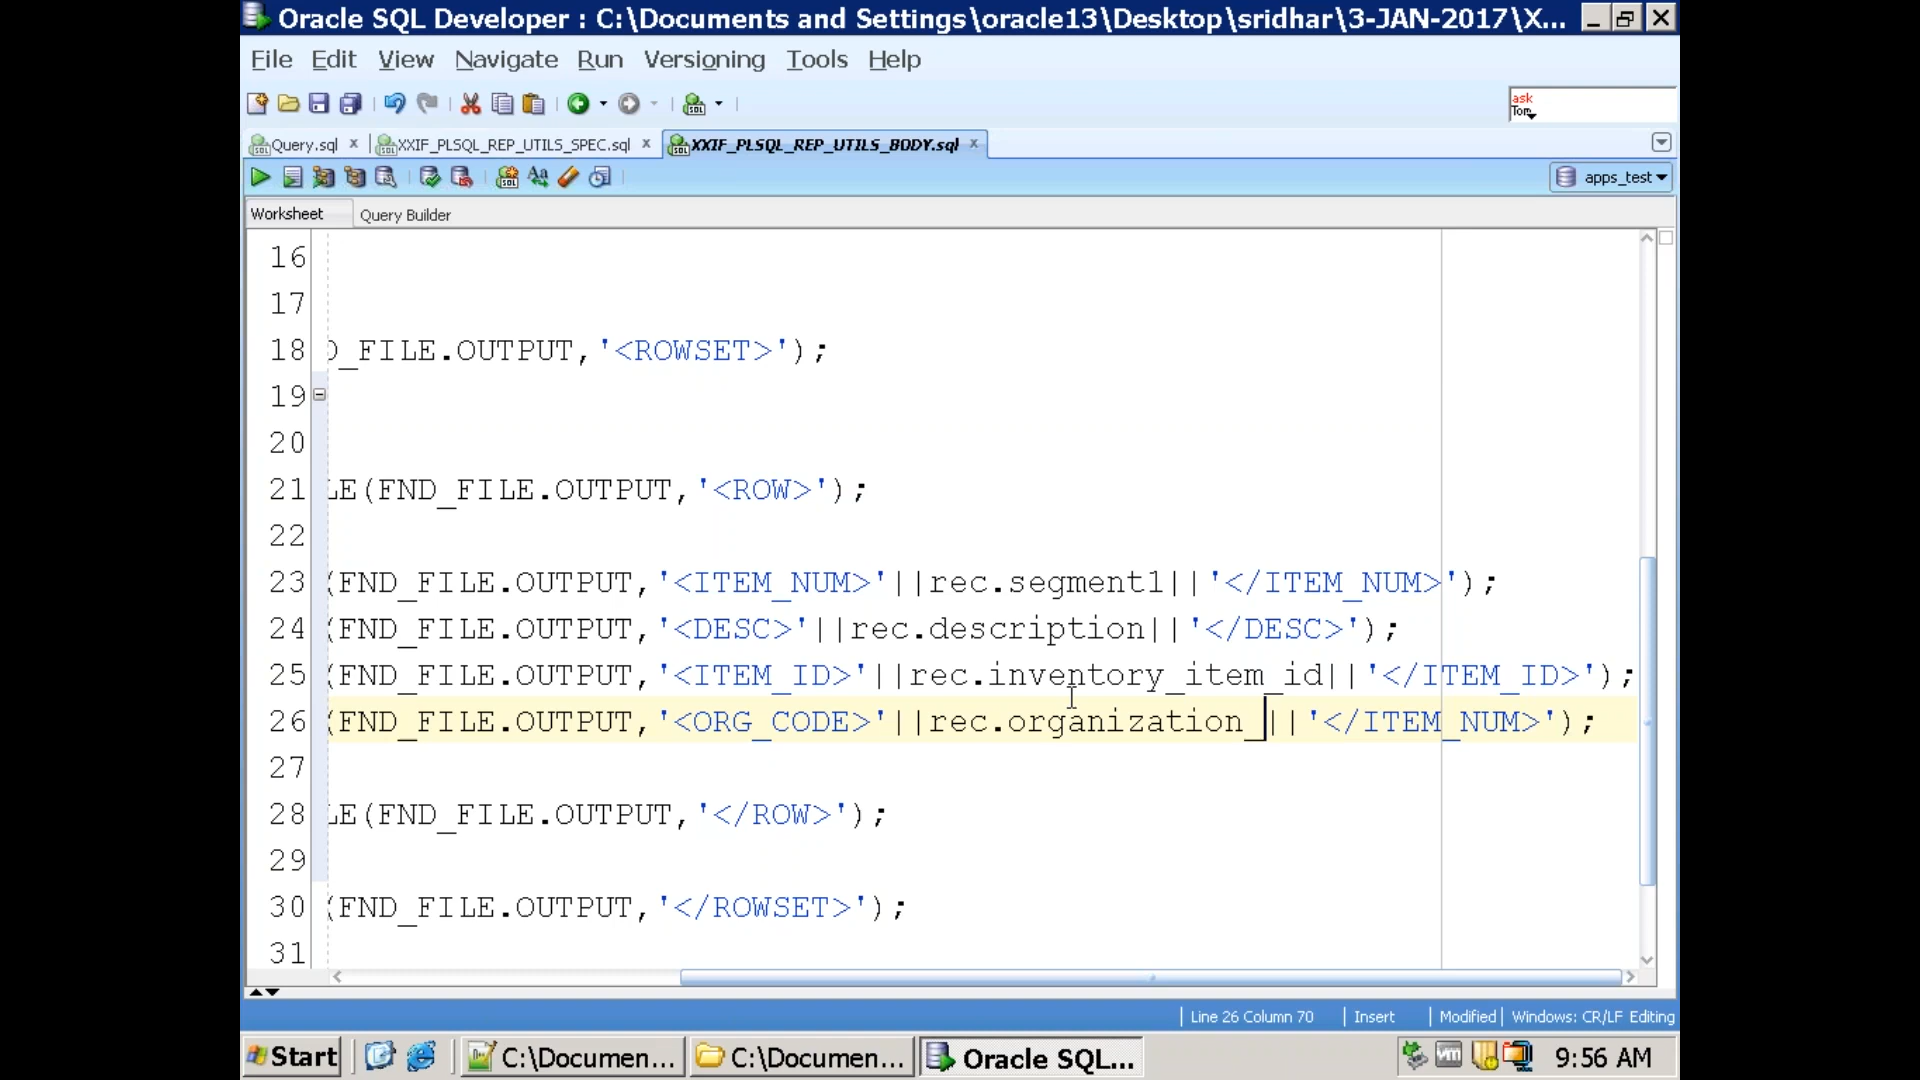 Oracle SQL Developer : C:\Documents and Settings\oracle13\Desktop\sridhar\3-JAN-2017\X...
File Edit View Navigate Run Versioning Tools Help
ask
Tom
Query.sql XXIF_PLSQL_REP_UTILS_SPEC.sql XXIF_PLSQL_REP_UTILS_BODY.sql
apps_test
Worksheet Query Builder
16
17
18 D_FILE.OUTPUT,'<ROWSET>');
19
20
21 LE(FND_FILE.OUTPUT,'<ROW>');
22
23 (FND_FILE.OUTPUT,'<ITEM_NUM>'||rec.segment1||'</ITEM_NUM>');
24 (FND_FILE.OUTPUT,'<DESC>'||rec.description||'</DESC>');
25 (FND_FILE.OUTPUT,'<ITEM_ID>'||rec.inventory_item_id||'</ITEM_ID>');
26 (FND_FILE.OUTPUT,'<ORG_CODE>'||rec.organization_||'</ITEM_NUM>');
27
28 LE(FND_FILE.OUTPUT,'</ROW>');
29
30 (FND_FILE.OUTPUT,'</ROWSET>');
31
Line 26 Column 70 Insert Modified Windows: CR/LF Editing
Start C:\Documen... C:\Documen... Oracle SQL... 9:56 AM